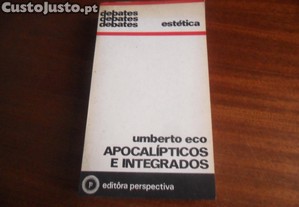 CustoJusto.pt
debates
debates
debates
estética
umberto eco
APOCALÍPTICOS
E INTEGRADOS
editôra perspectiva